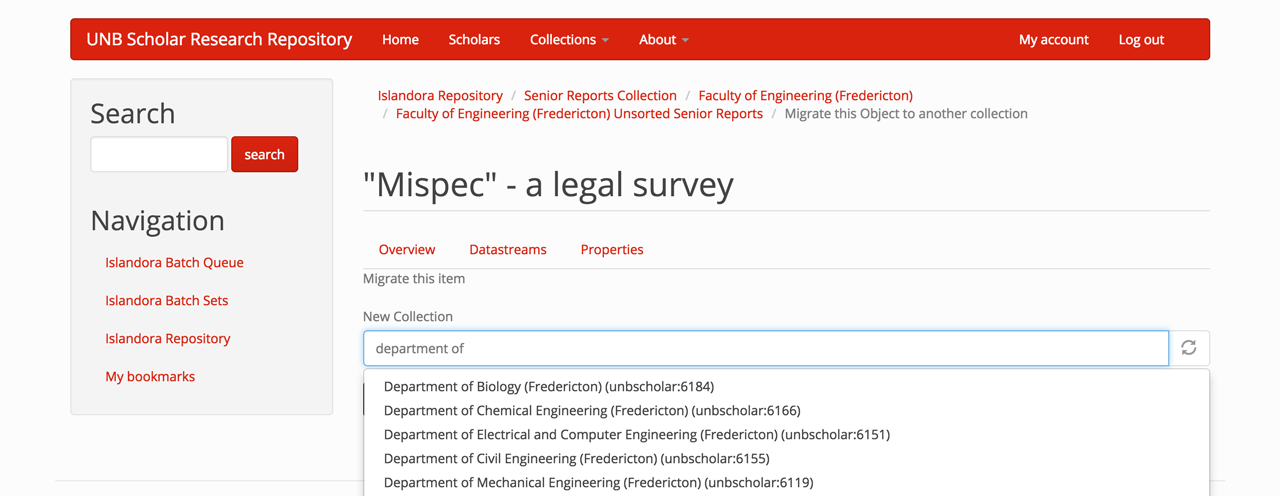 UNB Scholar Research Repository Home Scholars Collections About My account Log out
Search
search
Navigation
Islandora Batch Queue
Islandora Batch Sets
Islandora Repository
My bookmarks
Islandora Repository / Senior Reports Collection / Faculty of Engineering (Fredericton)
/ Faculty of Engineering (Fredericton) Unsorted Senior Reports / Migrate this Object to another collection
"Mispec" - a legal survey
Overview Datastreams Properties
Migrate this item
New Collection
department of
Department of Biology (Fredericton) (unbscholar:6184)
Department of Chemical Engineering (Fredericton) (unbscholar:6166)
Department of Electrical and Computer Engineering (Fredericton) (unbscholar:6151)
Department of Civil Engineering (Fredericton) (unbscholar:6155)
Department of Mechanical Engineering (Fredericton) (unbscholar:6119)